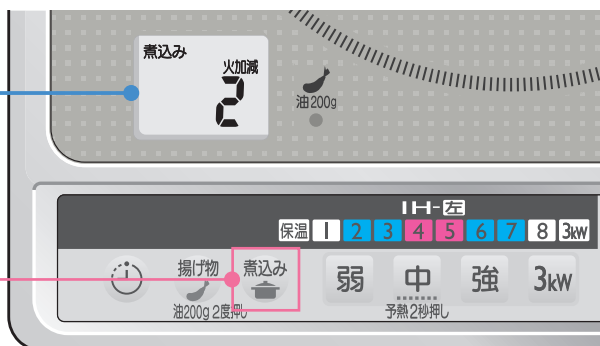 煮込み
火加減
2
油200g
IH-左
保温 1 2 3 4 5 6 7 8 3kW
揚げ物
煮込み
弱 中 強 3kW
油200g 2度押し
予熱2秒押し